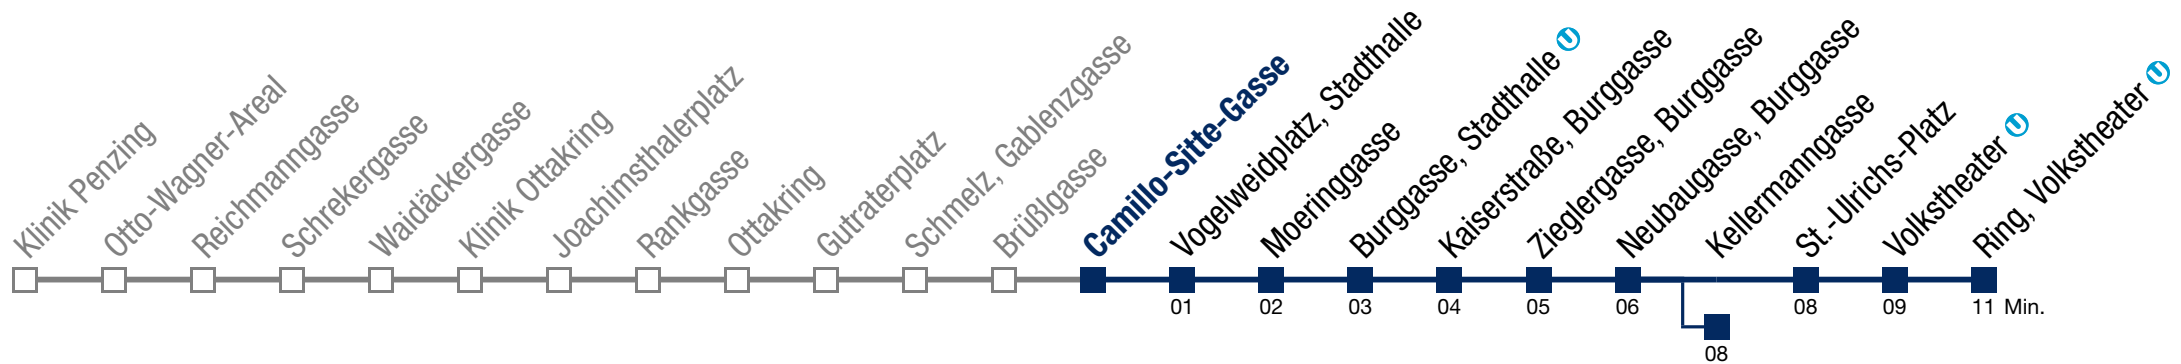 Klinik Penzing
Otto-Wagner-Areal
Reichmanngasse
Schrekergasse
Waidäckergasse
Klinik Ottakring
Joachimsthalerplatz
Rankgasse
Ottakring
Gutraterplatz
Schmelz, Gablenzgasse
Brüßlgasse
Camillo-Sitte-Gasse
Vogelweidplatz, Stadthalle
Moeringgasse
Burggasse, Stadthalle U
Kaiserstraße, Burggasse
Zieglergasse, Burggasse
Neubaugasse, Burggasse
Kellermanngasse
St.-Ulrichs-Platz
Volkstheater U
Ring, Volkstheater U
01 02 03 04 05 06 08 09 11 Min.
08